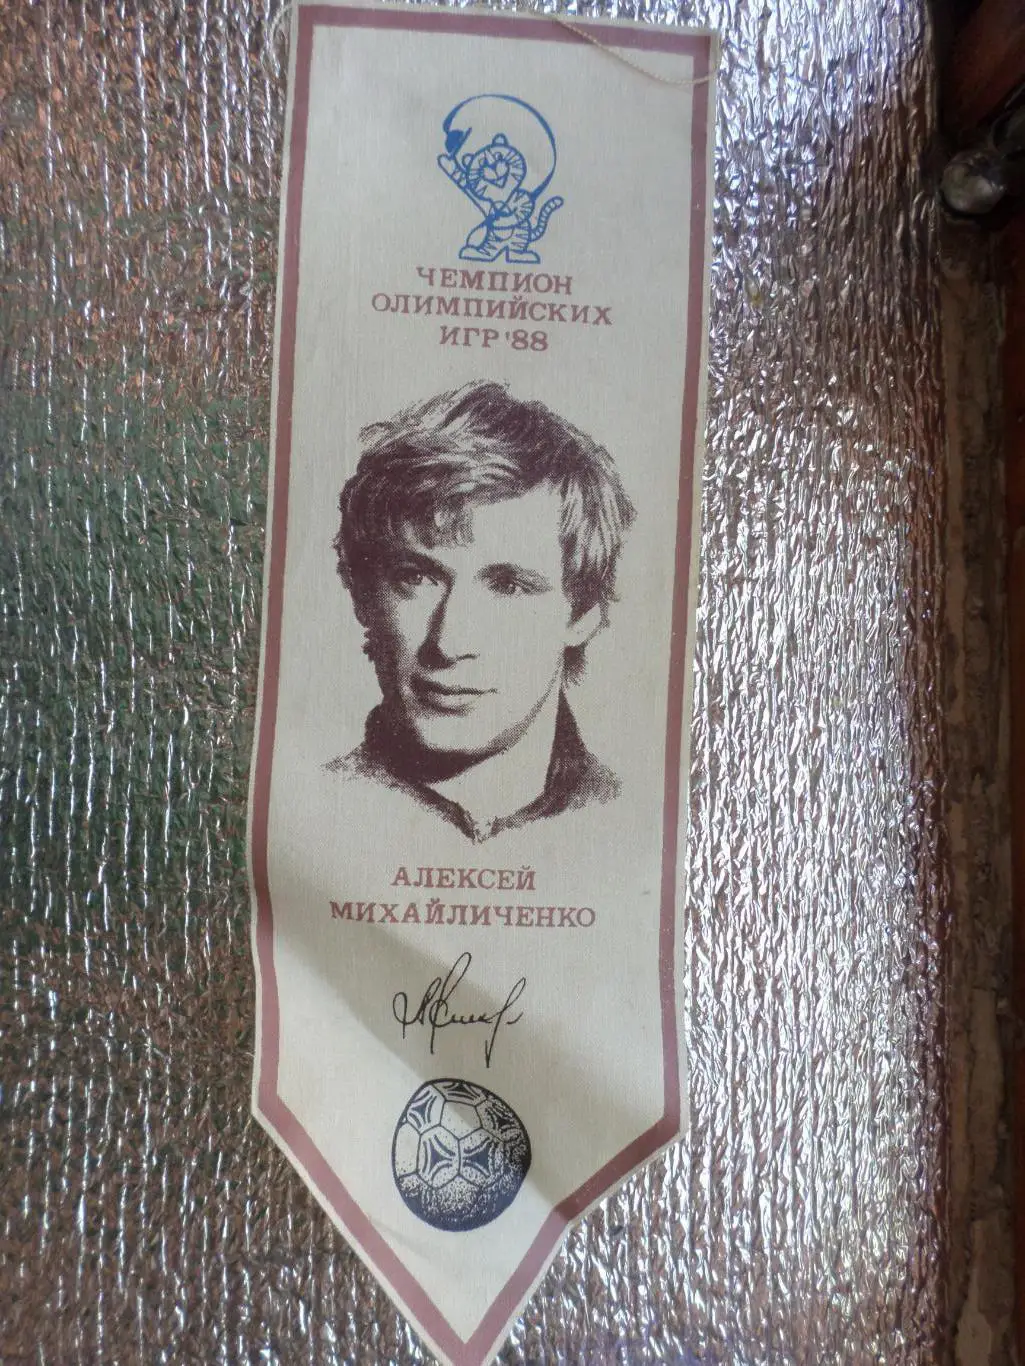 ЧЕМПИОН
ОЛИМПИЙСКИХ
ИГР '88
АЛЕКСЕЙ
МИХАЙЛИЧЕНКО